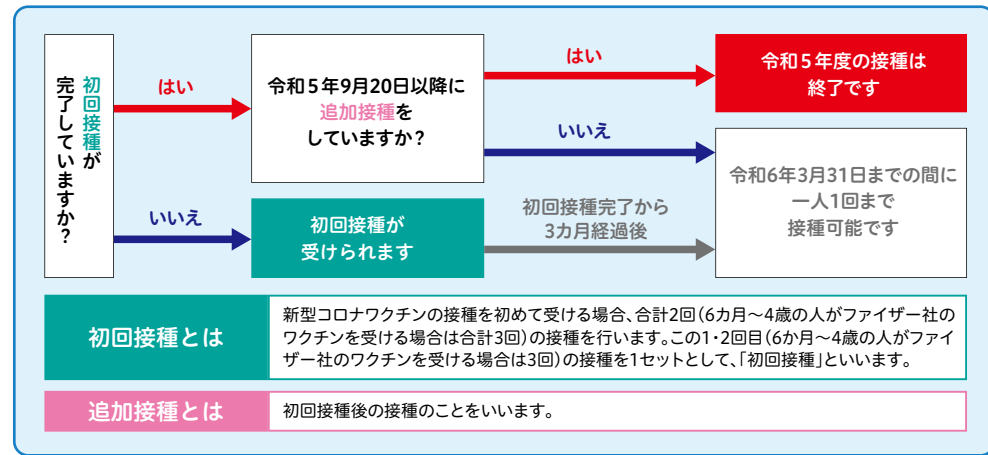 初回接種が
完了していますか？
はい
いいえ
令和5年9月20日以降に
追加接種を
していますか？
はい
いいえ
令和5年度の接種は
終了です
初回接種が
受けられます
初回接種完了から
3カ月経過後
令和6年3月31日までの間に
一人1回まで
接種可能です
初回接種とは
新型コロナワクチンの接種を初めて受ける場合、合計2回（6カ月～4歳の人がファイザー社の
ワクチンを受ける場合は合計3回）の接種を行います。この1・2回目（6か月～4歳の人がファイ
ザー社のワクチンを受ける場合は3回）の接種を1セットとして、「初回接種」といいます。
追加接種とは
初回接種後の接種のことをいいます。